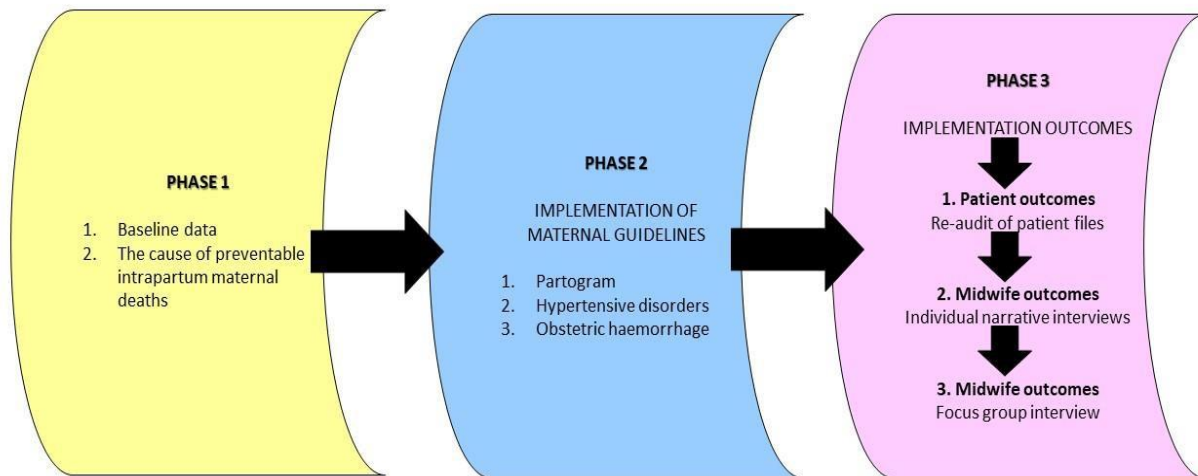 PHASE 1
1. Baseline data
2. The cause of preventable
intrapartum maternal
deaths
PHASE 2
IMPLEMENTATION OF
MATERNAL GUIDELINES
1. Partogram
2. Hypertensive disorders
3. Obstetric haemorrhage
PHASE 3
IMPLEMENTATION OUTCOMES
1. Patient outcomes
Re-audit of patient files
2. Midwife outcomes
Individual narrative interviews
3. Midwife outcomes
Focus group interview